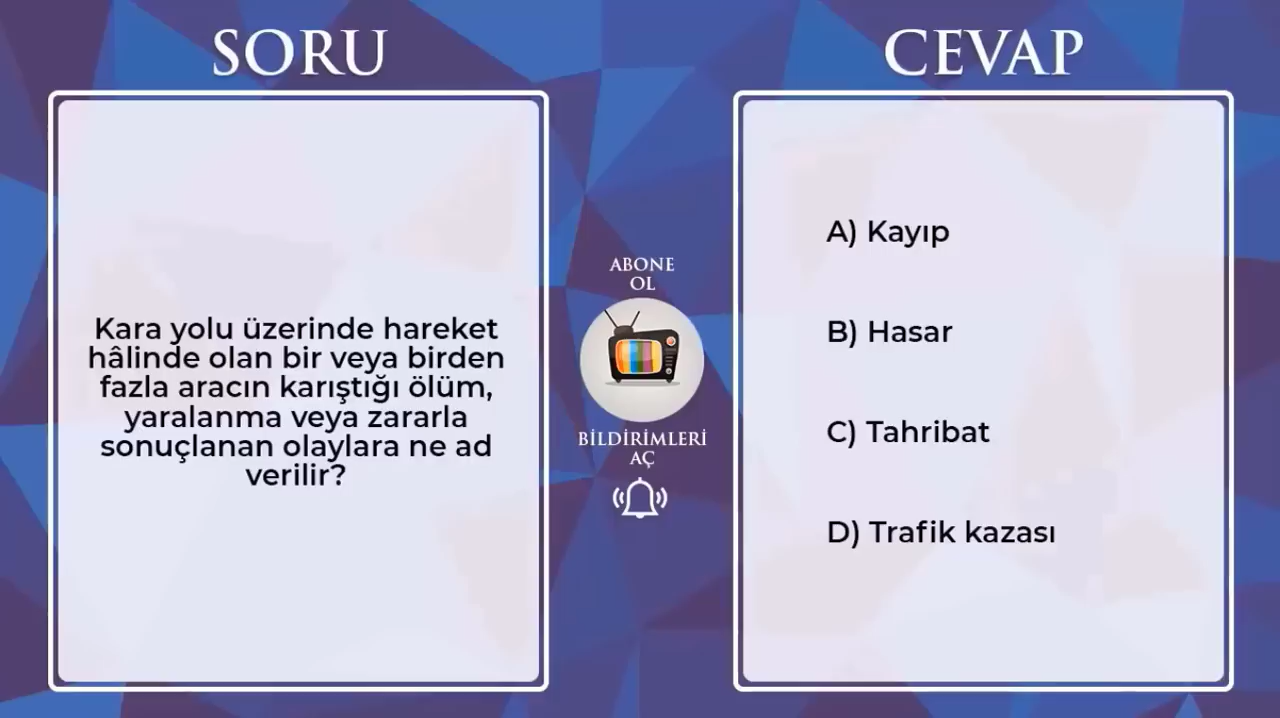 SORU
Kara yolu üzerinde hareket
hâlinde olan bir veya birden
fazla aracın karıştığı ölüm,
yaralanma veya zararla
sonuçlanan olaylara ne ad
verilir?
ABONE
OL
BİLDİRİMLERİ
AÇ
CEVAP
A) Kayıp
B) Hasar
C) Tahribat
D) Trafik kazası